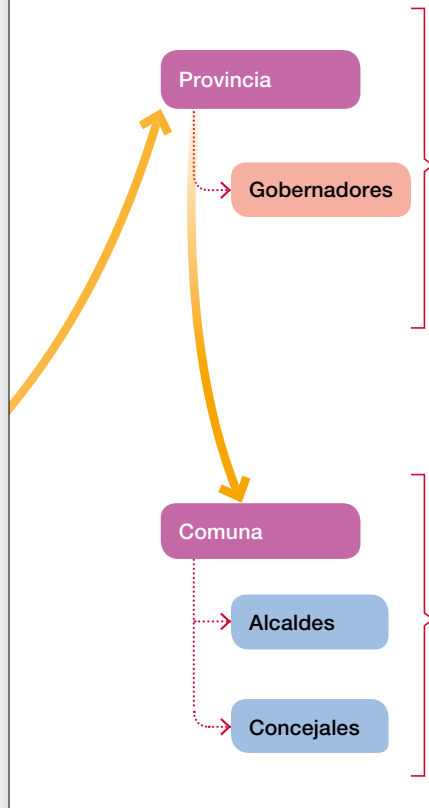 Provincia
Gobernadores
Comuna
Alcaldes
Concejales